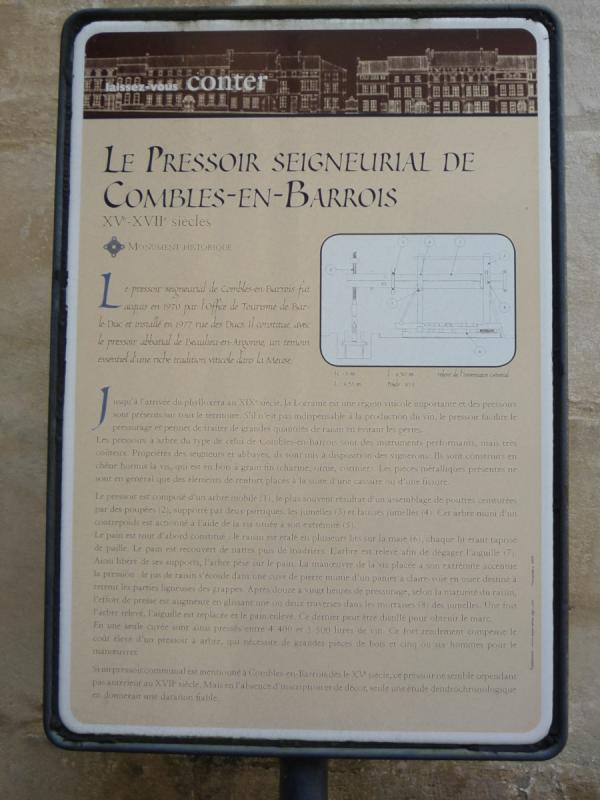 laissez-vous conter
LE PRESSOIR SEIGNEURIAL DE
COMBLES-EN-BARROIS
XVe-XVIIe siècles
MONUMENT HISTORIQUE
Le pressoir seigneurial de Combles-en-Barrois fut
acquis en 1970 par l'Office de Tourisme de Bar-
le-Duc et installé en 1977 rue des Ducs. Il constitue, avec
le pressoir abbatial de Beaulieu-en-Argonne, un témoin
essentiel d'une riche tradition viticole dans la Meuse.
Jusqu'à l'arrivée du phylloxéra au XIXe siècle, la Lorraine est une région viticole importante et des pressoirs
sont présents sur tout le territoire. S'il n'est pas indispensable à la production du vin, le pressoir facilite le
pressurage et permet de traiter de grandes quantités de raisin en évitant les pertes.
Les pressoirs à arbre du type de celui de Combles-en-Barrois sont des instruments performants, mais très
coûteux. Propriétés des seigneurs et abbayes, ils sont mis à disposition des vignerons. Ils sont construits en
chêne hormis la vis, qui est en bois à grain fin (charme, orme, cormier). Les pièces métalliques présentes ne
sont en général que des éléments de renfort placés à la suite d'une cassure ou d'une fissure.
Le pressoir est composé d'un arbre mobile (1), le plus souvent résultat d'un assemblage de poutres ceinturées
par des poupées (2), supporté par deux portiques, les jumelles (3) et fausses jumelles (4). Cet arbre muni d'un
contrepoids est actionné à l'aide de la vis située à son extrémité (5).
Le pain est tout d'abord constitué : le raisin est étalé en plusieurs lits sur la maie (6), chaque lit étant tapissé
de paille. Le pain est recouvert de nattes puis de madriers. L'arbre est relevé afin de dégager l'aiguille (7).
Ainsi libéré de ses supports, l'arbre pèse sur le pain. La manœuvre de la vis placée à son extrémité accentue
la pression : le jus de raisin s'écoule dans une cuve de pierre munie d'un panier à claire-voie en osier destiné à
retenir les parties ligneuses des grappes. Après douze à vingt heures de pressurage, selon la maturité du raisin,
l'effort de presse est augmenté en glissant une ou deux traverses dans les mortaises (8) des jumelles. Une fois
l'arbre relevé, l'aiguille est replacée et le pain enlevé. Ce dernier peut être distillé pour obtenir le marc.
En une seule cuvée sont ainsi pressés entre 4 400 et 5 500 litres de vin. Ce fort rendement compense le
coût élevé d'un pressoir à arbre, qui nécessite de grandes pièces de bois et cinq ou six hommes pour le
manœuvrer.
Si un pressoir communal est mentionné à Combles-en-Barrois dès le XVe siècle, ce pressoir ne semble cependant
pas antérieur au XVIIe siècle. Mais en l'absence d'inscription et de décor, seule une étude dendrochronologique
en donnerait une datation fiable.